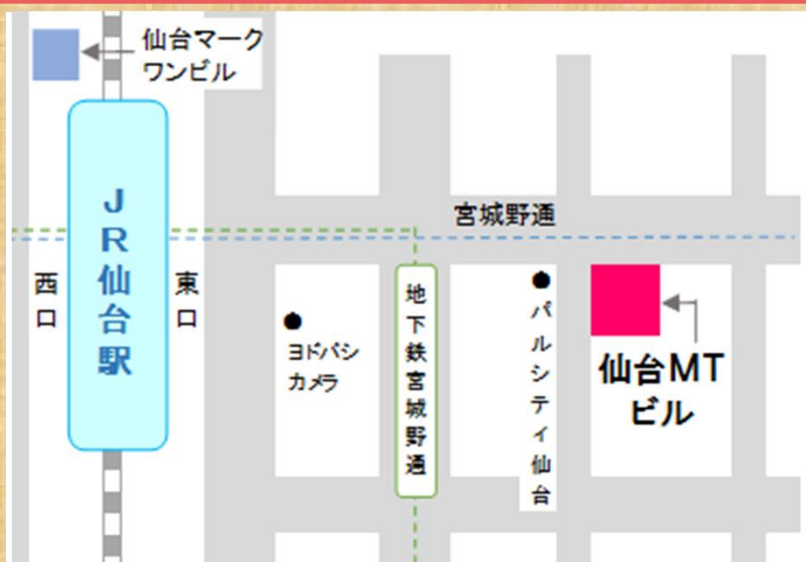 仙台マーク
ワンビル
JR仙台駅
西口
東口
宮城野通
ヨドバシ
カメラ
地下鉄宮城野通
パルシティ仙台
仙台MT
ビル